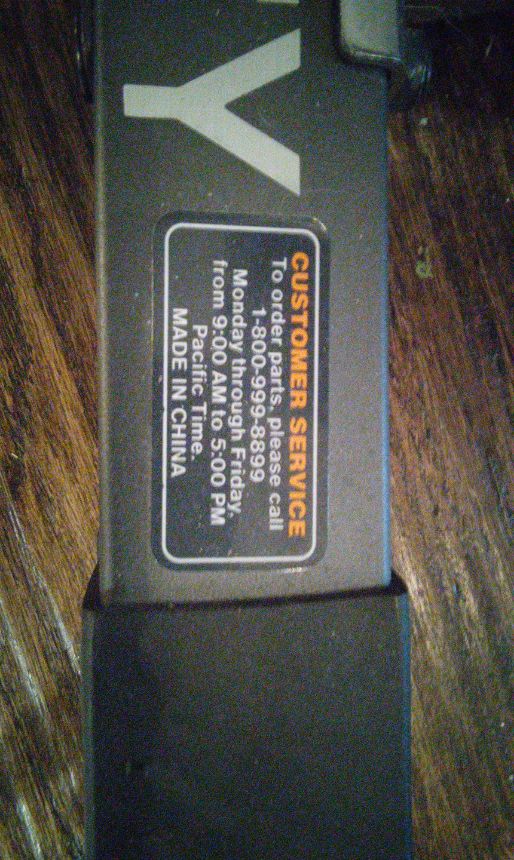 Y
CUSTOMER SERVICE
To order parts, please call
1-800-999-8899
Monday through Friday,
from 9:00 AM to 5:00 PM
Pacific Time.
MADE IN CHINA